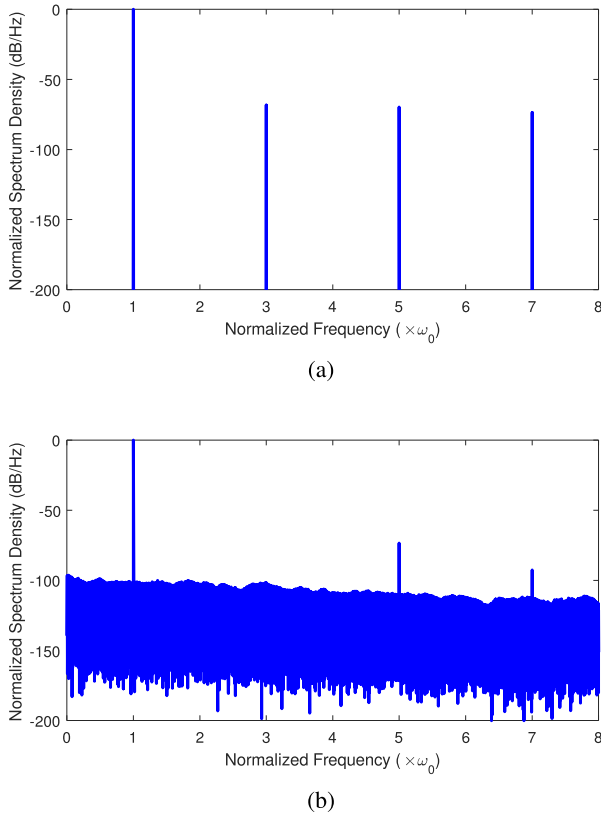 0
-50
-100
-150
-200
Normalized Spectrum Density (dB/Hz)
0 1 2 3 4 5 6 7 8
Normalized Frequency (×ω₀)
(a)
0
-50
-100
-150
-200
Normalized Spectrum Density (dB/Hz)
0 1 2 3 4 5 6 7 8
Normalized Frequency (×ω₀)
(b)